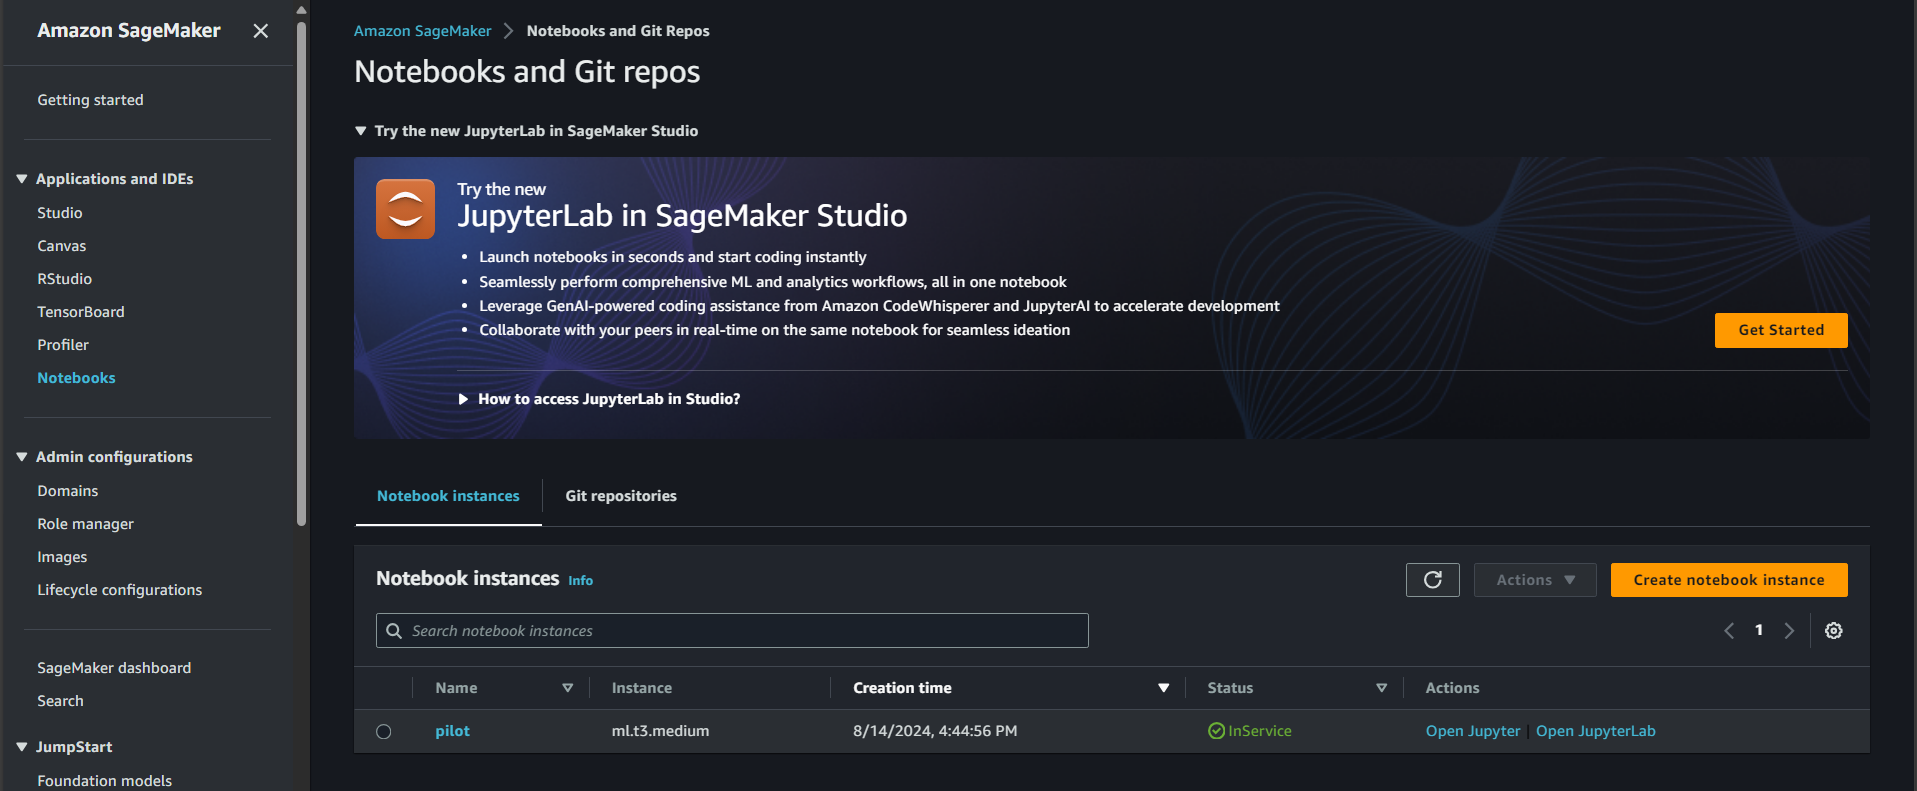 Amazon SageMaker
Getting started
Applications and IDEs
Studio
Canvas
RStudio
TensorBoard
Profiler
Notebooks
Admin configurations
Domains
Role manager
Images
Lifecycle configurations
SageMaker dashboard
Search
JumpStart
Foundation models
Amazon SageMaker > Notebooks and Git Repos
Notebooks and Git repos
Try the new JupyterLab in SageMaker Studio
Try the new
JupyterLab in SageMaker Studio
• Launch notebooks in seconds and start coding instantly
• Seamlessly perform comprehensive ML and analytics workflows, all in one notebook
• Leverage GenAI-powered coding assistance from Amazon CodeWhisperer and JupyterAI to accelerate development
• Collaborate with your peers in real-time on the same notebook for seamless ideation
Get Started
How to access JupyterLab in Studio?
Notebook instances Git repositories
Notebook instances Info
Actions Create notebook instance
Search notebook instances
1
Name Instance Creation time Status Actions
pilot ml.t3.medium 8/14/2024, 4:44:56 PM InService Open Jupyter | Open JupyterLab